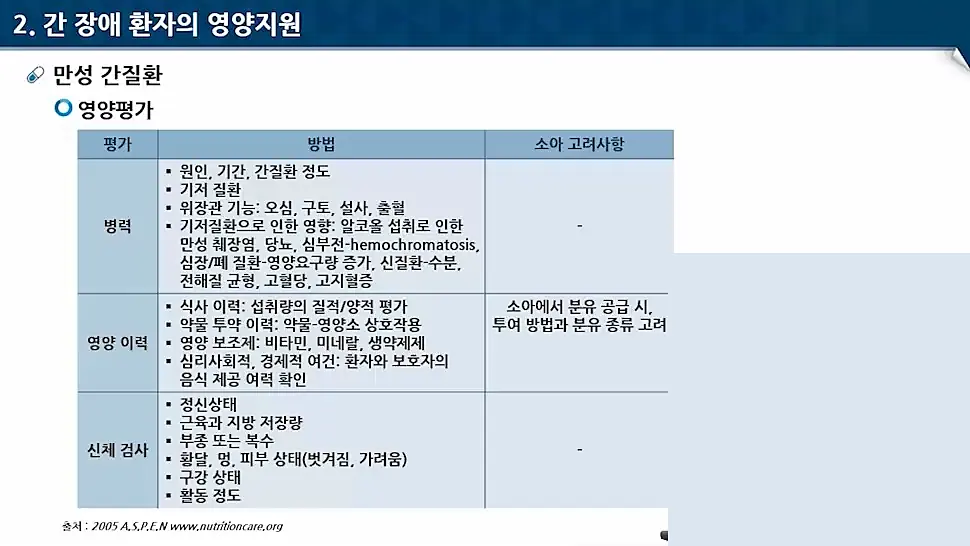 2. 간 장애 환자의 영양지원
만성 간질환
영양평가
평가 방법 소아 고려사항
병력
▪ 원인, 기간, 간질환 정도
▪ 기저 질환
▪ 위장관 기능: 오심, 구토, 설사, 출혈
▪ 기저질환으로 인한 영향: 알코올 섭취로 인한
만성 췌장염, 당뇨, 심부전-hemochromatosis,
심장/폐 질환-영양요구량 증가, 신질환-수분,
전해질 균형, 고혈당, 고지혈증
-
영양 이력
▪ 식사 이력: 섭취량의 질적/양적 평가
▪ 약물 투약 이력: 약물-영양소 상호작용
▪ 영양 보조제: 비타민, 미네랄, 생약제제
▪ 심리사회적, 경제적 여건: 환자와 보호자의
음식 제공 여력 확인
소아에서 분유 공급 시,
투여 방법과 분유 종류 고려
신체 검사
▪ 정신상태
▪ 근육과 지방 저장량
▪ 부종 또는 복수
▪ 황달, 멍, 피부 상태(벗겨짐, 가려움)
▪ 구강 상태
▪ 활동 정도
-
출처 : 2005 A.S.P.E.N www.nutritioncare.org